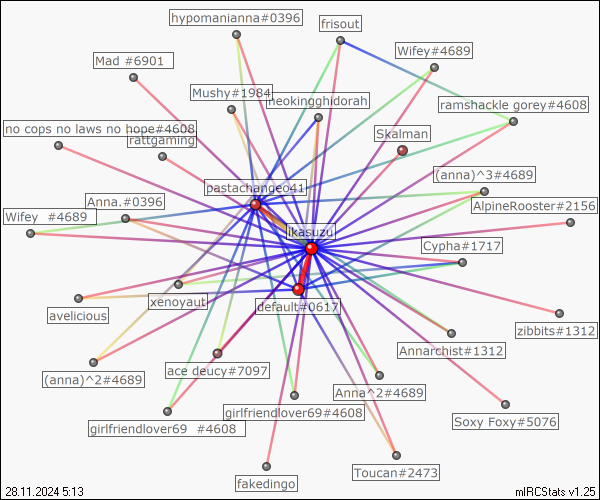 hypomanianna#0396
frisout
Wifey#4689
Mad #6901
Mushy#1984
neokingghidorah
ramshackle gorey#4608
no cops no laws no hope#4608
Skalman
rattgaming
(anna)^3#4689
pastachangeo41
Anna.#0396
AlpineRooster#2156
Wifey  #4689
ikasuzu
Cypha#1717
xenoyaut
default#0617
avelicious
zibbits#1312
Annarchist#1312
ace deucy#7097
(anna)^2#4689
Anna^2#4689
girlfriendlover69#4608
Soxy Foxy#5076
girlfriendlover69  #4608
Toucan#2473
fakedingo
28.11.2024 5:13
mIRCStats v1.25